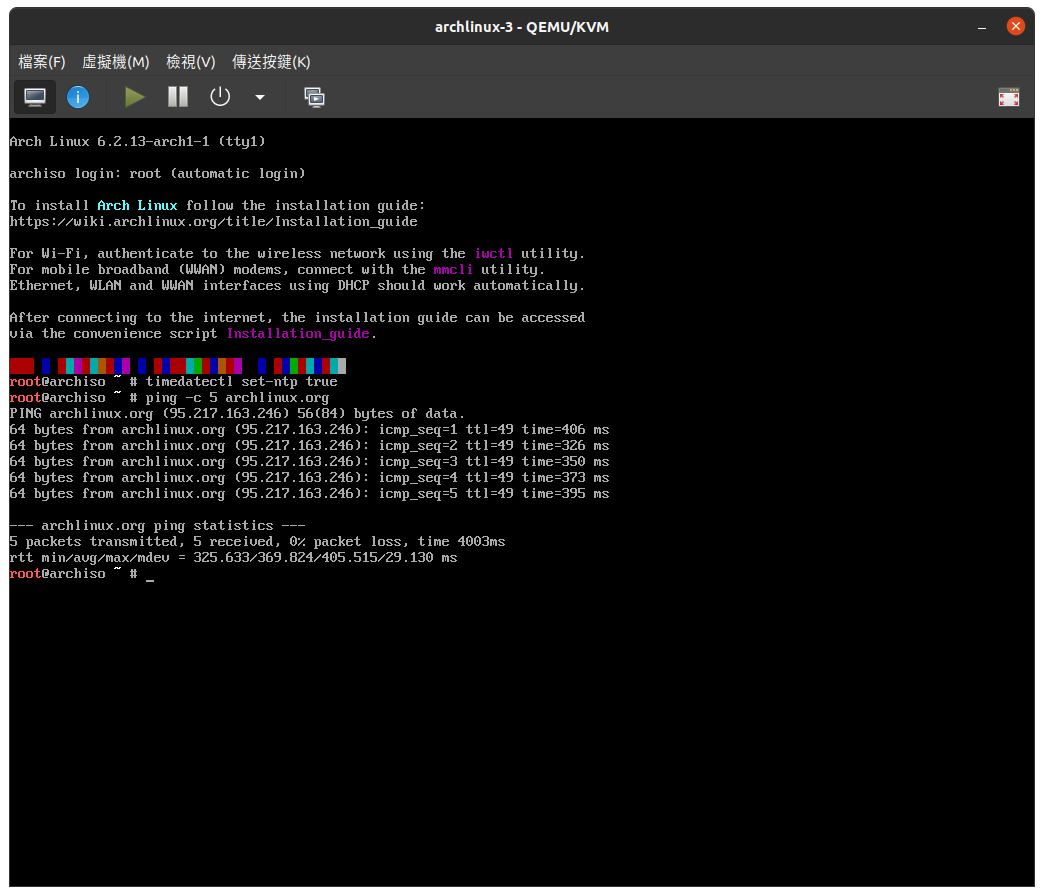 archlinux-3 - QEMU/KVM
檔案(F) 虛擬機(M) 檢視(V) 傳送按鍵(K)
Arch Linux 6.2.13-arch1-1 (tty1)
archiso login: root (automatic login)
To install Arch Linux follow the installation guide:
https://wiki.archlinux.org/title/Installation_guide
For Wi-Fi, authenticate to the wireless network using the iwctl utility.
For mobile broadband (WWAN) modems, connect with the mmcli utility.
Ethernet, WLAN and WWAN interfaces using DHCP should work automatically.
After connecting to the internet, the installation guide can be accessed
via the convenience script Installation_guide.
root@archiso ~ # timedatectl set-ntp true
root@archiso ~ # ping -c 5 archlinux.org
PING archlinux.org (95.217.163.246) 56(84) bytes of data.
64 bytes from archlinux.org (95.217.163.246): icmp_seq=1 ttl=49 time=406 ms
64 bytes from archlinux.org (95.217.163.246): icmp_seq=2 ttl=49 time=326 ms
64 bytes from archlinux.org (95.217.163.246): icmp_seq=3 ttl=49 time=350 ms
64 bytes from archlinux.org (95.217.163.246): icmp_seq=4 ttl=49 time=373 ms
64 bytes from archlinux.org (95.217.163.246): icmp_seq=5 ttl=49 time=395 ms
--- archlinux.org ping statistics ---
5 packets transmitted, 5 received, 0% packet loss, time 4003ms
rtt min/avg/max/mdev = 325.633/369.824/405.515/29.130 ms
root@archiso ~ # _